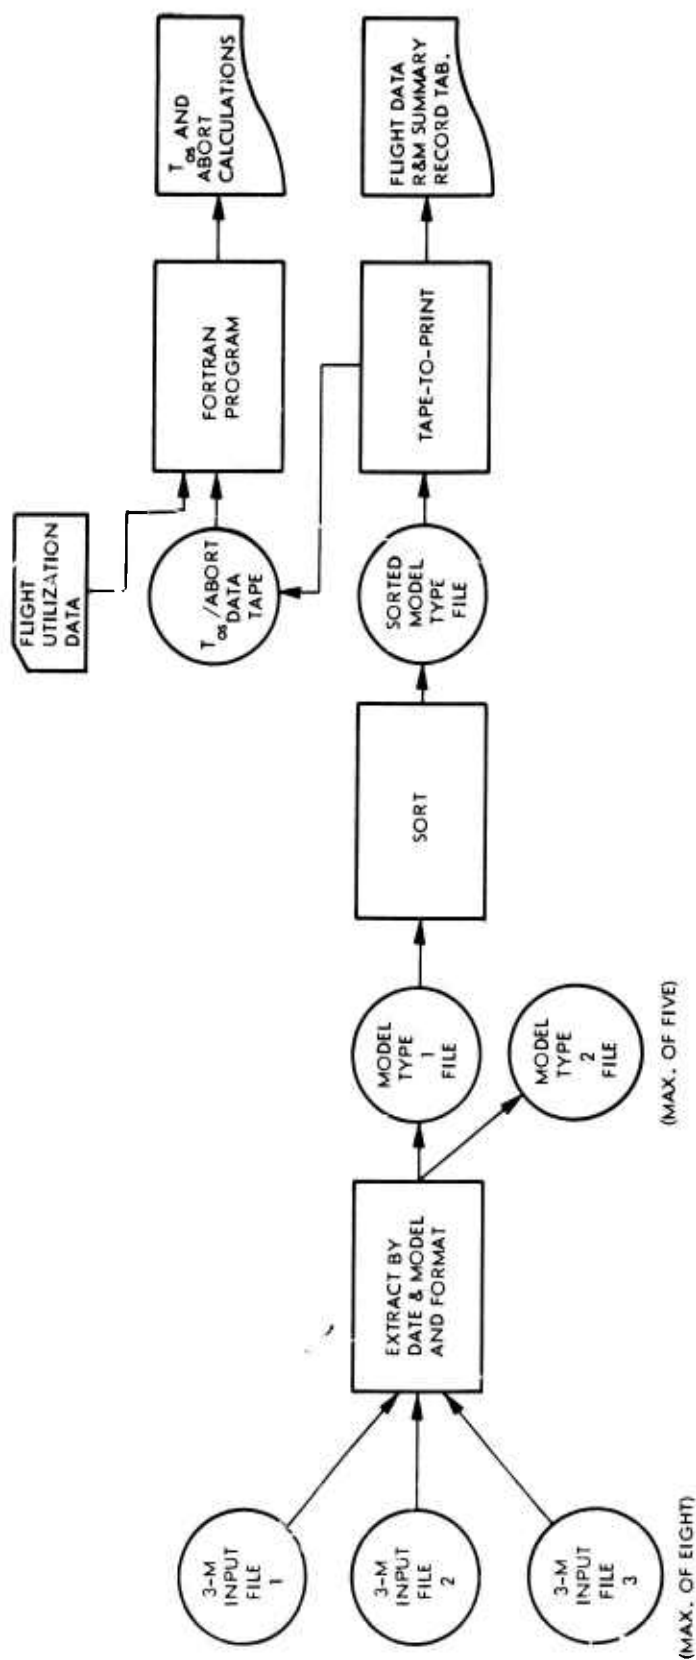 3-M
INPUT
FILE
1
3-M
INPUT
FILE
2
3-M
INPUT
FILE
3
(MAX. OF EIGHT)
EXTRACT BY
DATE & MODEL
AND FORMAT
MODEL
TYPE
1
FILE
MODEL
TYPE
2
FILE
(MAX. OF FIVE)
SORT
SORTED
MODEL
TYPE
FILE
TAPE-TO-PRINT
FLIGHT DATA
R&M SUMMARY
RECORD TAB.
FLIGHT
UTILIZATION
DATA
Tos/ABORT
DATA
TAPE
FORTRAN
PROGRAM
Tos AND
ABORT
CALCULATIONS